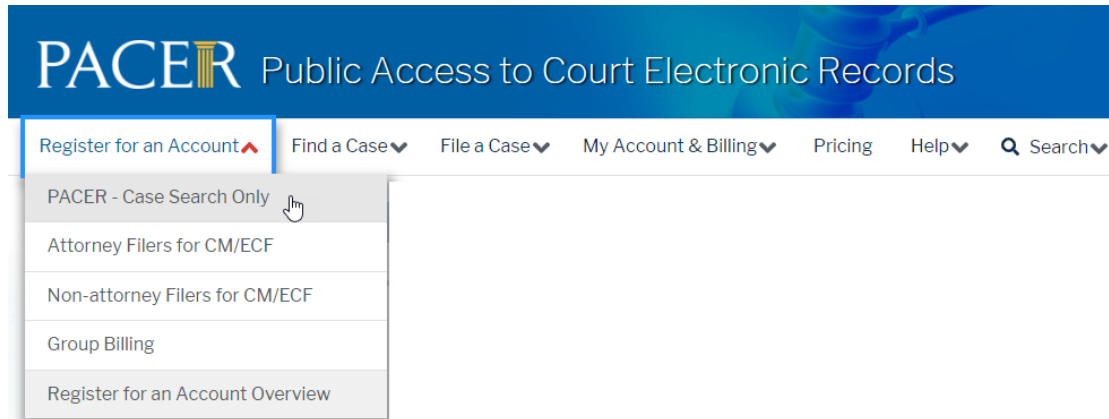 PACER Public Access to Court Electronic Records
Register for an Account Find a Case File a Case My Account & Billing Pricing Help Search
PACER - Case Search Only
Attorney Filers for CM/ECF
Non-attorney Filers for CM/ECF
Group Billing
Register for an Account Overview